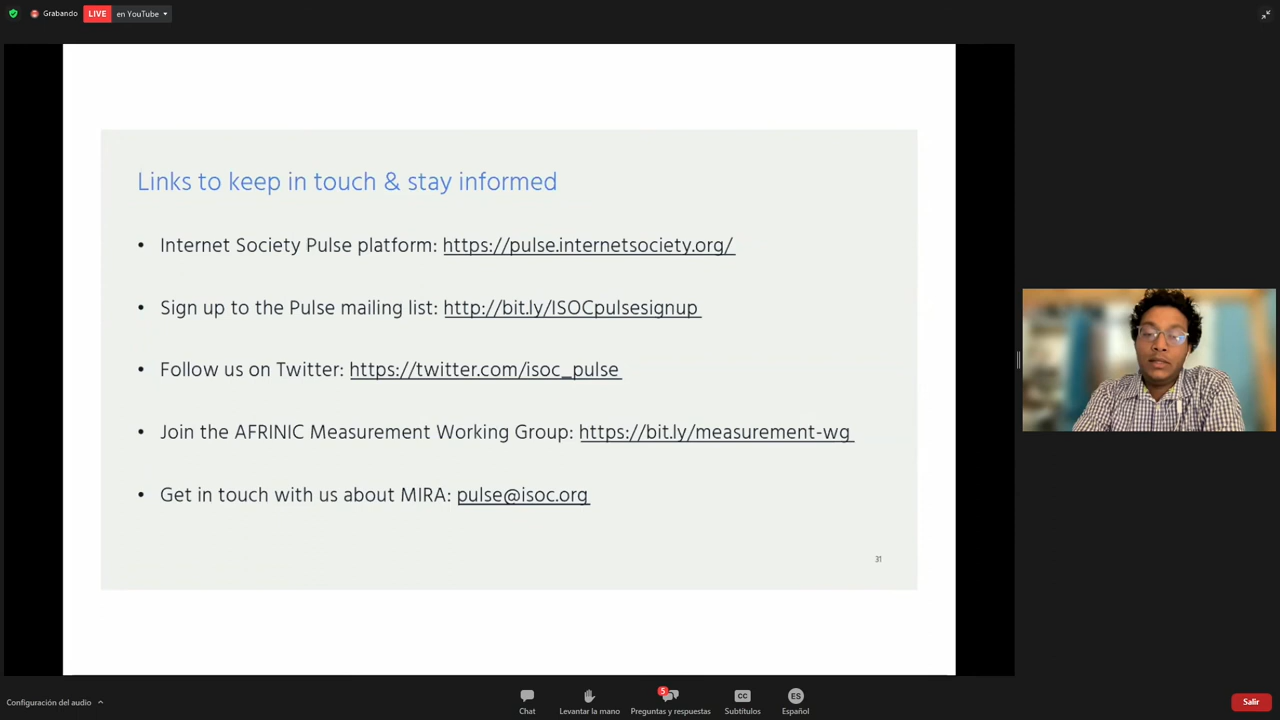 Grabando
LIVE
en YouTube
Links to keep in touch & stay informed
• Internet Society Pulse platform: https://pulse.internetsociety.org/
• Sign up to the Pulse mailing list: http://bit.ly/ISOCpulsesignup
• Follow us on Twitter: https://twitter.com/isoc_pulse
• Join the AFRINIC Measurement Working Group: https://bit.ly/measurement-wg
• Get in touch with us about MIRA: pulse@isoc.org
31
Configuración del audio
Chat
Levantar la mano
5
Preguntas y respuestas
CC
Subtítulos
ES
Español
Salir